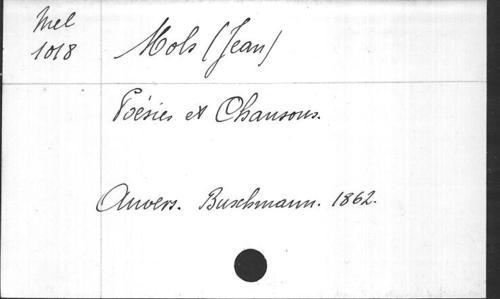 Mel
1018
Mols (Jean)
Poésies et Chansons.
Anvers. Buschmann. 1862.